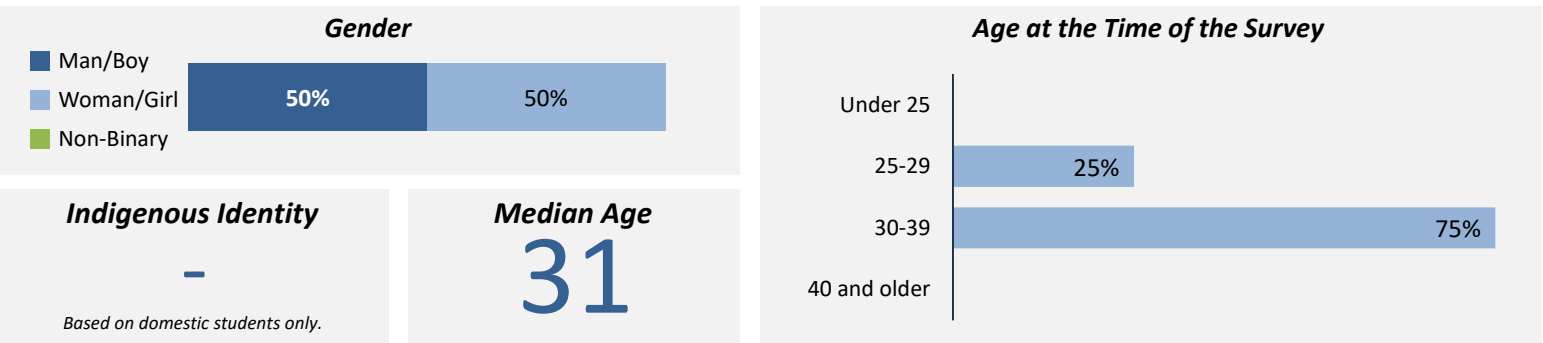 Gender
Man/Boy
Woman/Girl
Non-Binary
50%
50%
Indigenous Identity
-
Based on domestic students only.
Median Age
31
Age at the Time of the Survey
Under 25
25-29
25%
30-39
75%
40 and older